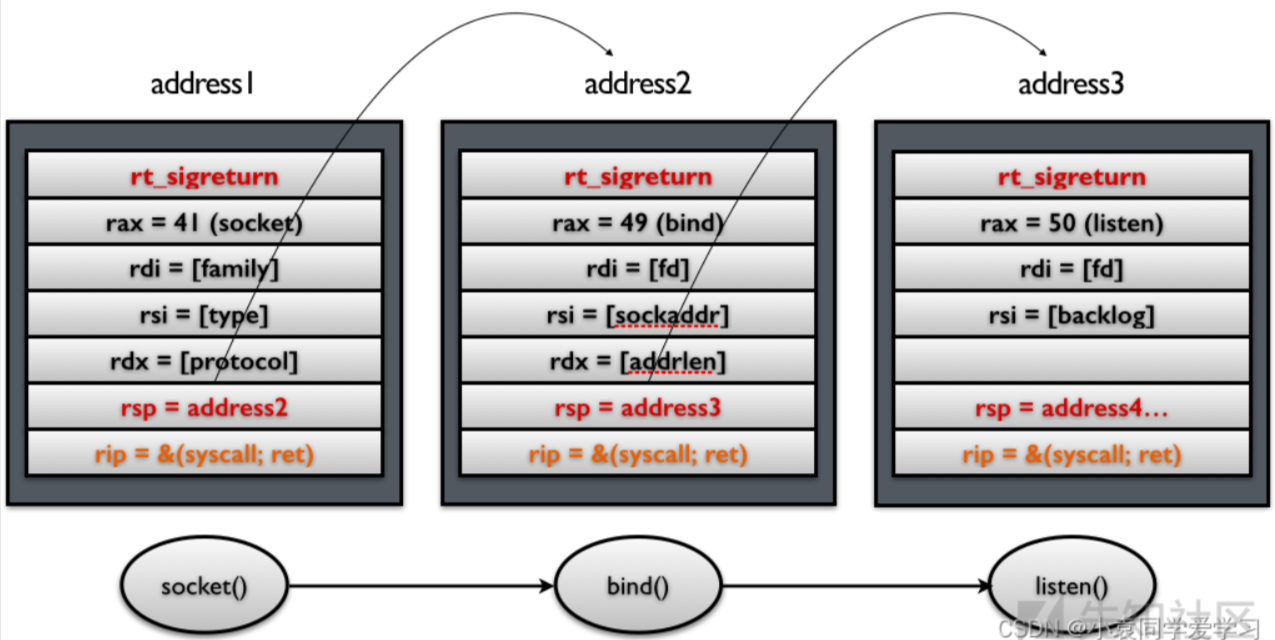 address1
address2
address3
rt_sigreturn
rax = 41 (socket)
rdi = [family]
rsi = [type]
rdx = [protocol]
rsp = address2
rip = &(syscall; ret)
rt_sigreturn
rax = 49 (bind)
rdi = [fd]
rsi = [sockaddr]
rdx = [addrlen]
rsp = address3
rip = &(syscall; ret)
rt_sigreturn
rax = 50 (listen)
rdi = [fd]
rsi = [backlog]
rsp = address4...
rip = &(syscall; ret)
socket()
bind()
listen()
先知社区
CSDN @小袁同学爱学习